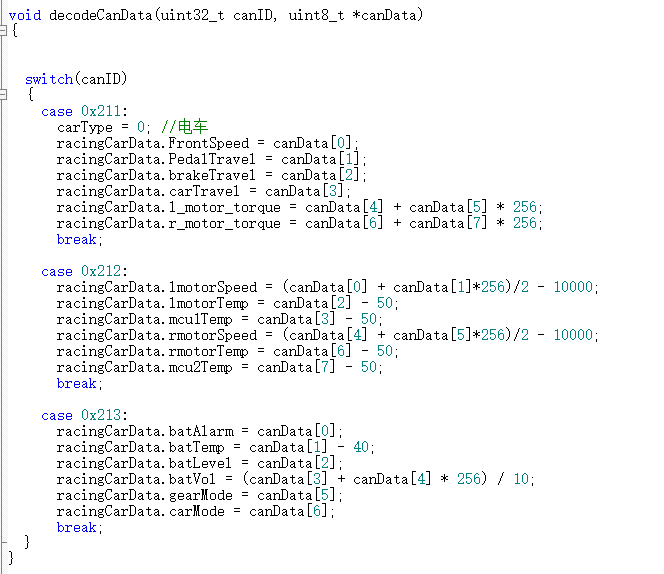 void decodeCanData(uint32_t canID, uint8_t *canData)
{
switch(canID)
{
case 0x211:
carType = 0; //电车
racingCarData.FrontSpeed = canData[0];
racingCarData.PedalTravel = canData[1];
racingCarData.brakeTravel = canData[2];
racingCarData.carTravel = canData[3];
racingCarData.l_motor_torque = canData[4] + canData[5] * 256;
racingCarData.r_motor_torque = canData[6] + canData[7] * 256;
break;
case 0x212:
racingCarData.lmotorSpeed = (canData[0] + canData[1]*256)/2 - 10000;
racingCarData.lmotorTemp = canData[2] - 50;
racingCarData.mcu1Temp = canData[3] - 50;
racingCarData.rmotorSpeed = (canData[4] + canData[5]*256)/2 - 10000;
racingCarData.rmotorTemp = canData[6] - 50;
racingCarData.mcu2Temp = canData[7] - 50;
break;
case 0x213:
racingCarData.batAlarm = canData[0];
racingCarData.batTemp = canData[1] - 40;
racingCarData.batLevel = canData[2];
racingCarData.batVol = (canData[3] + canData[4] * 256) / 10;
racingCarData.gearMode = canData[5];
racingCarData.carMode = canData[6];
break;
}
}